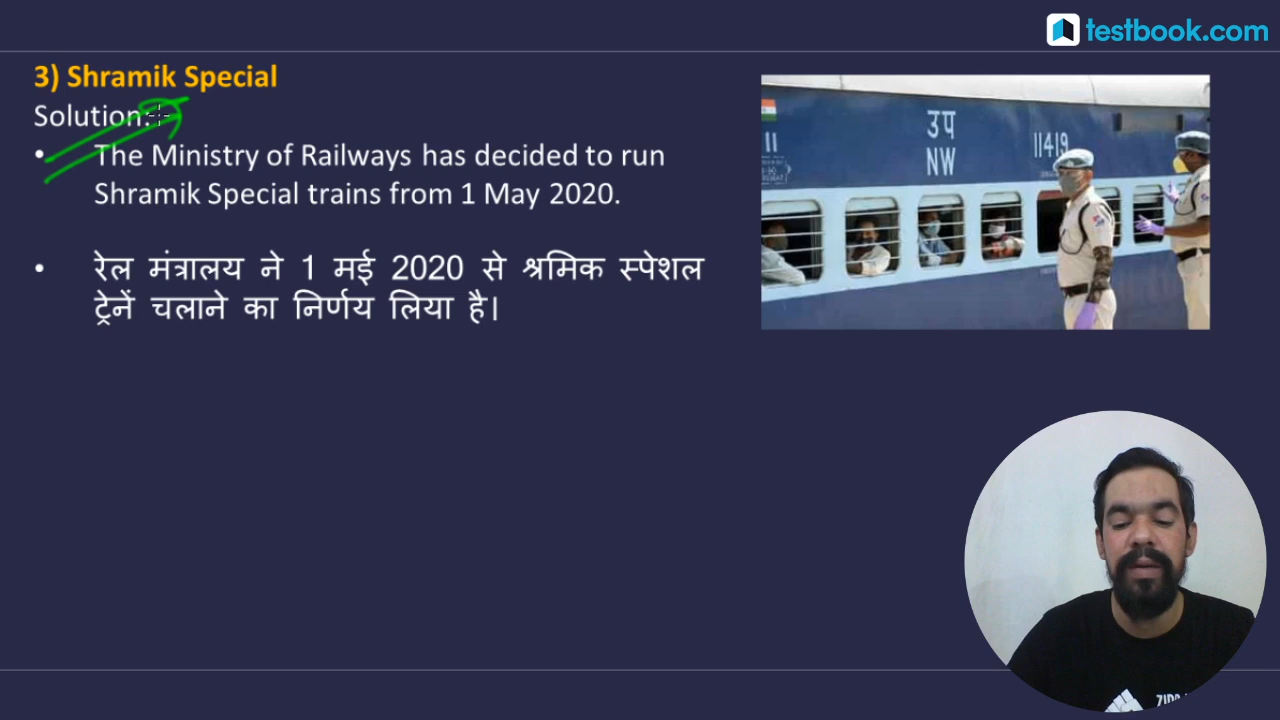 testbook.com
3) Shramik Special
Solution:
• The Ministry of Railways has decided to run
Shramik Special trains from 1 May 2020.
• रेल मंत्रालय ने 1 मई 2020 से श्रमिक स्पेशल
ट्रेनें चलाने का निर्णय लिया है।
उप
NW
11419